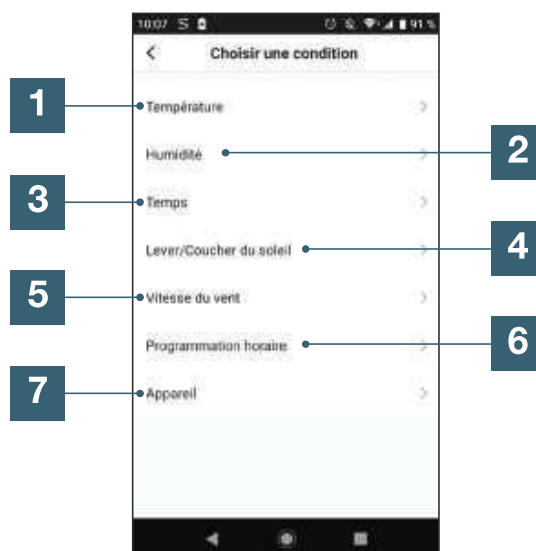 10:07 S 91 %
Choisir une condition
1 Température
Humidité 2
3 Temps
Lever/Coucher du soleil 4
5 Vitesse du vent
Programmation horaire 6
7 Appareil